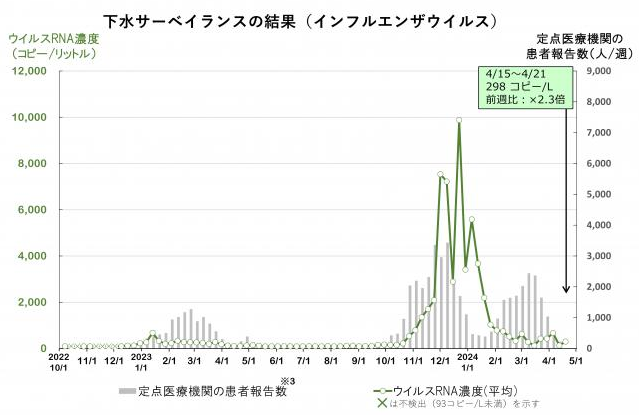 下水サーベイランスの結果（インフルエンザウイルス）
ウイルスRNA濃度
（コピー/リットル）
定点医療機関の
患者報告数(人/週)
4/15～4/21
298 コピー/L
前週比：×2.3倍
12,000
10,000
8,000
6,000
4,000
2,000
0
9,000
8,000
7,000
6,000
5,000
4,000
3,000
2,000
1,000
0
2022 2023 2024
10/1 11/1 12/1 1/1 2/1 3/1 4/1 5/1 6/1 7/1 8/1 9/1 10/1 11/1 12/1 1/1 2/1 3/1 4/1 5/1
※3
定点医療機関の患者報告数 ウイルスRNA濃度(平均)
×は不検出（93コピー/L未満）を示す